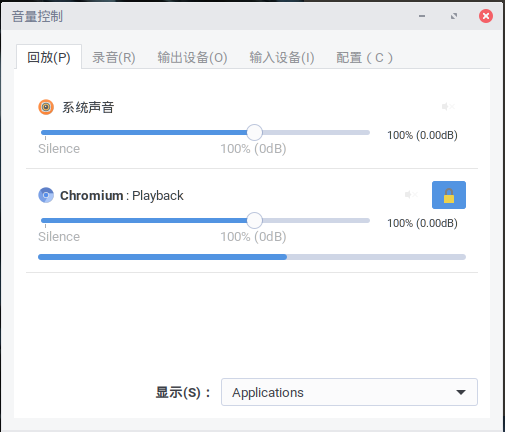 音量控制
回放(P) 录音(R) 输出设备(O) 输入设备(I) 配置 ( C )
系统声音
100% (0.00dB)
Silence 100% (0dB)
Chromium : Playback
100% (0.00dB)
Silence 100% (0dB)
显示(S)： Applications